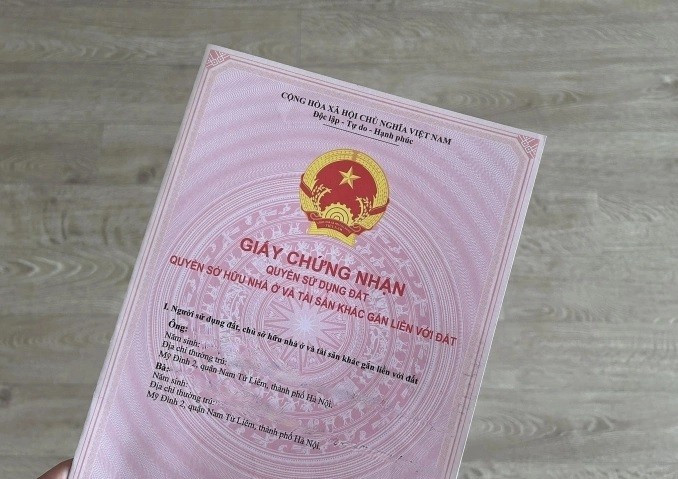 CỘNG HÒA XÃ HỘI CHỦ NGHĨA VIỆT NAM
Độc lập - Tự do - Hạnh phúc
GIẤY CHỨNG NHẬN
QUYỀN SỬ DỤNG ĐẤT
QUYỀN SỞ HỮU NHÀ Ở VÀ TÀI SẢN KHÁC GẮN LIỀN VỚI ĐẤT
I. Người sử dụng đất, chủ sở hữu nhà ở và tài sản khác gắn liền với đất
Ông:
Năm sinh:
Địa chỉ thường trú:
Mỹ Đình 2, quận Nam Từ Liêm, thành phố Hà Nội.
Bà:
Năm sinh:
Địa chỉ thường trú:
Mỹ Đình 2, quận Nam Từ Liêm, thành phố Hà Nội.